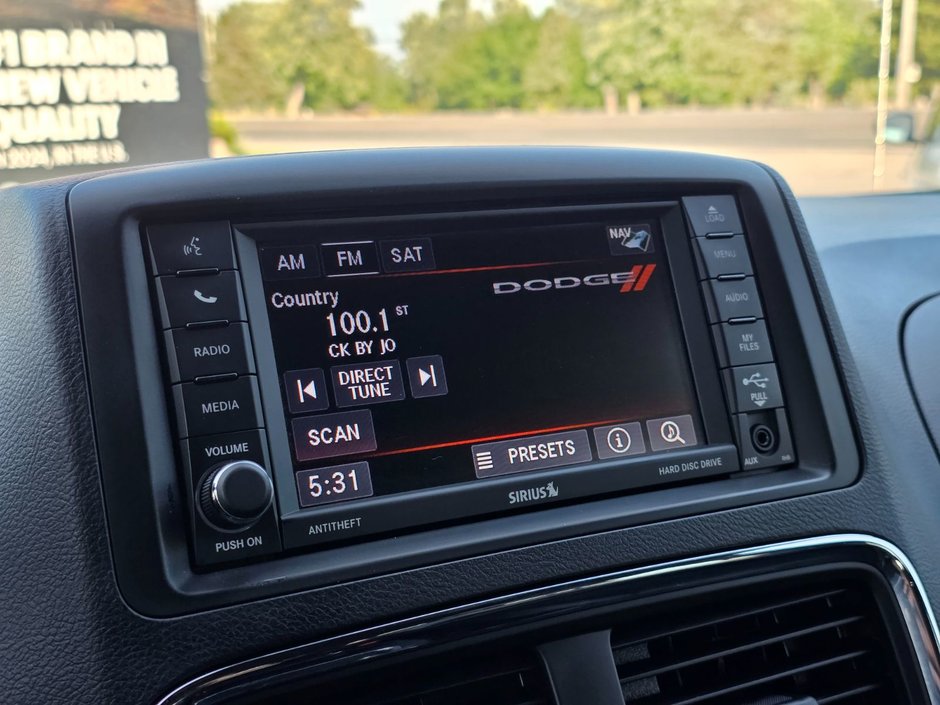 1 BRAND IN
NEW VEHICLE
QUALITY
IN THE U.S.
LOAD
AM FM SAT NAV
MENU
Country
DODGE
100.1 ST
AUDIO
RADIO
CK BY JO
MY
FILES
DIRECT
TUNE
MEDIA
PULL
SCAN
VOLUME
PRESETS
5:31
HARD DISC DRIVE
AUX
SIRIUS
ANTITHEFT
PUSH ON